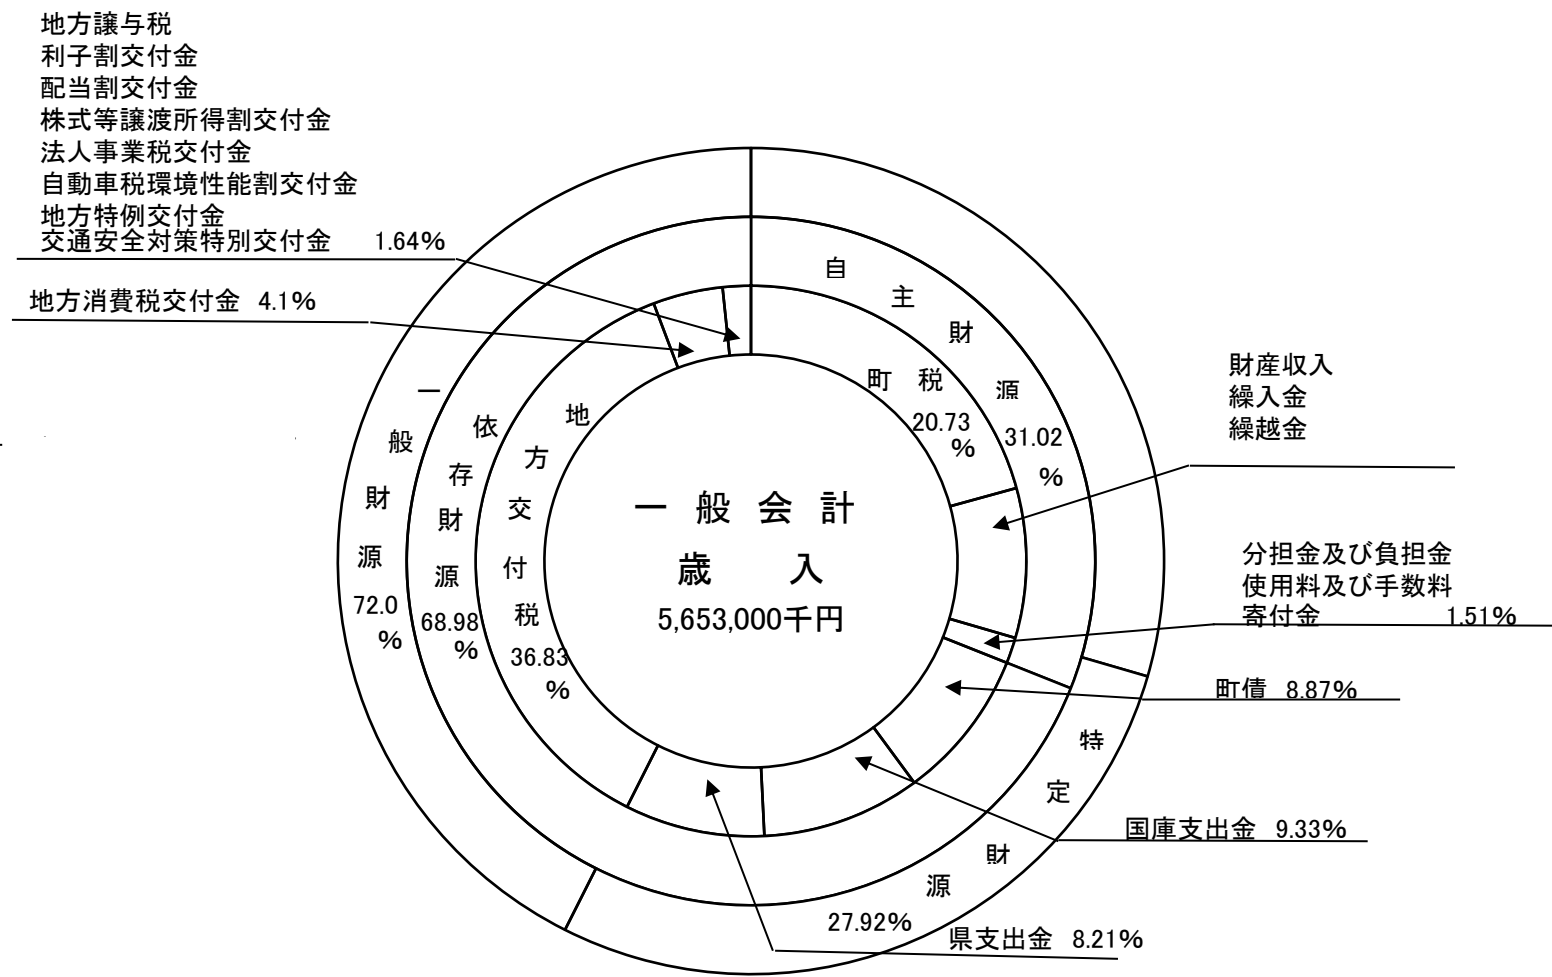 地方譲与税
利子割交付金
配当割交付金
株式等譲渡所得割交付金
法人事業税交付金
自動車税環境性能割交付金
地方特例交付金
交通安全対策特別交付金 1.64%
地方消費税交付金 4.1%
自主財源
31.02
%
町 税
20.73
%
財産収入
繰入金
繰越金
分担金及び負担金
使用料及び手数料
寄付金 1.51%
町債 8.87%
国庫支出金 9.33%
県支出金 8.21%
特定財源
27.92%
一般財源
72.0
%
依存財源
68.98
%
地方交付税
36.83
%
一 般 会 計
歳 入
5,653,000千円